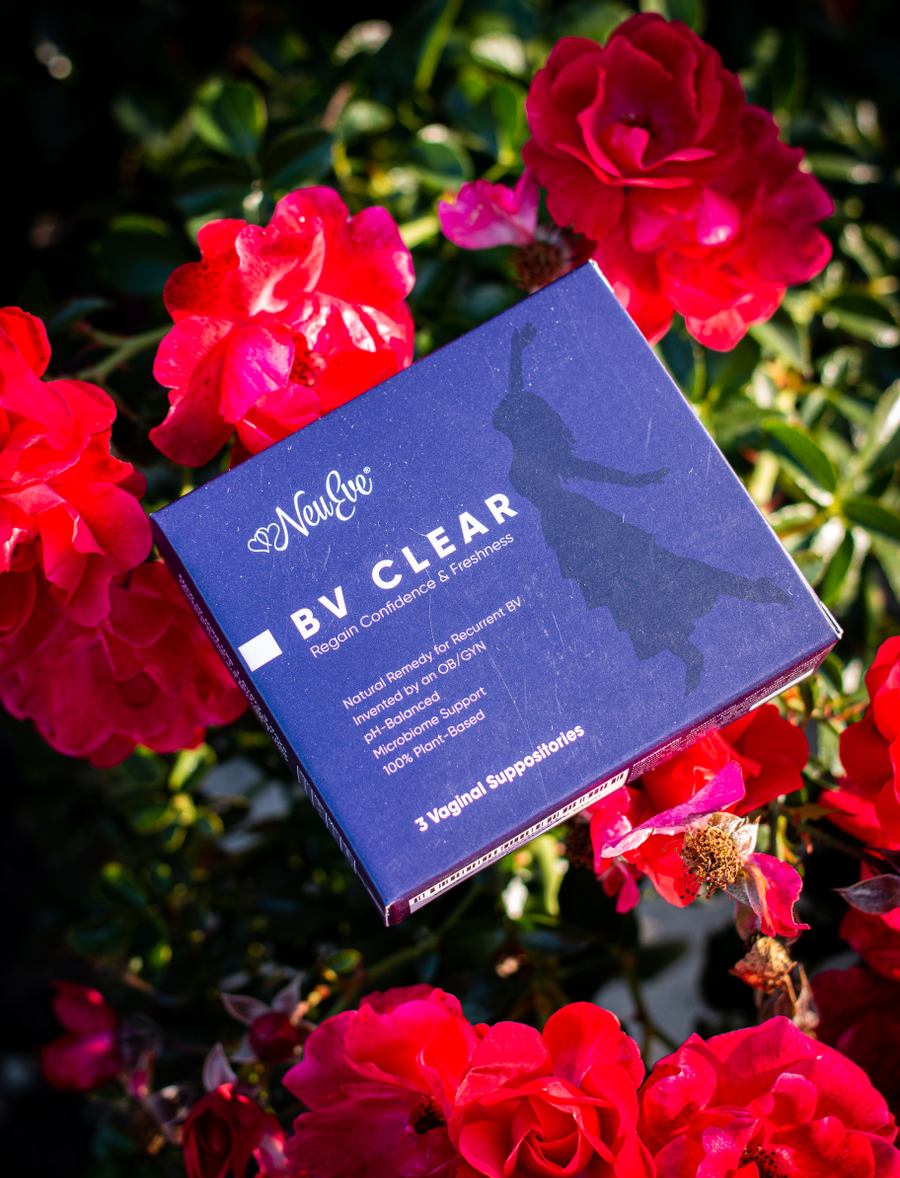 NeuEve®
BV CLEAR
Regain Confidence & Freshness
Natural Remedy for Recurrent BV
Invented by an OB/GYN
pH-Balanced
Microbiome Support
100% Plant-Based
3 Vaginal Suppositories